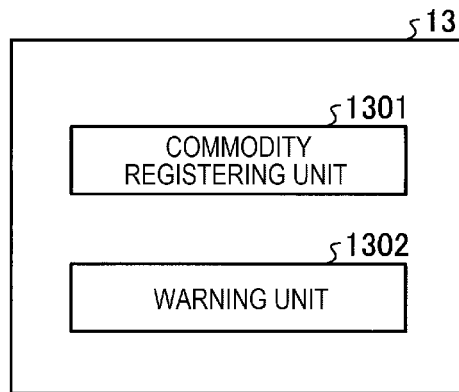 13
1301
COMMODITY
REGISTERING UNIT
1302
WARNING UNIT